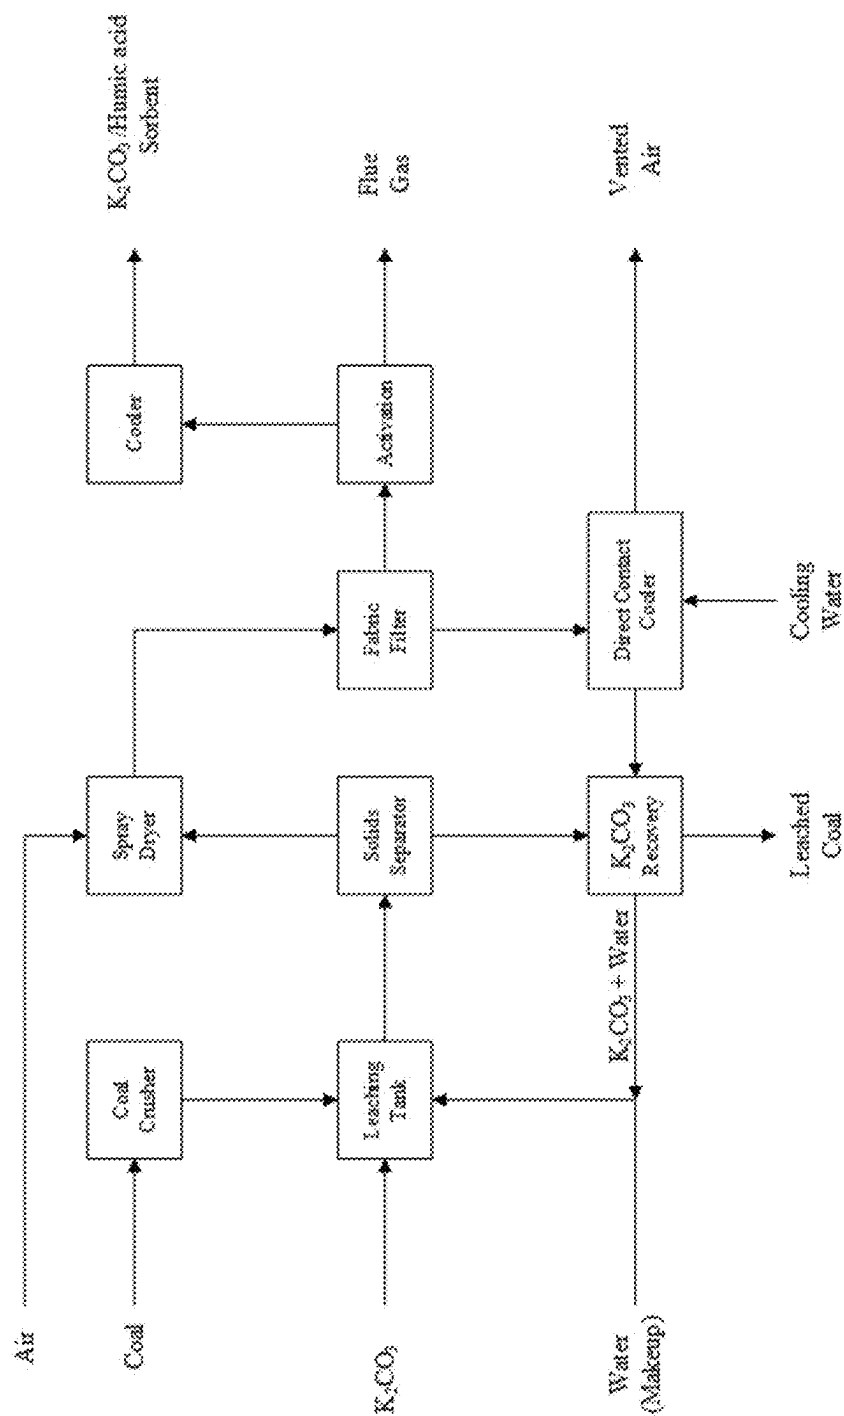 Air
Coal
K₂CO₃
Water
(Makeup)
Coal
Crusher
Leaching
Tank
K₂CO₃ + Water
Spray
Dryer
Solids
Separator
K₂CO₃
Recovery
Leached
Coal
Fabric
Filter
Direct Contact
Cooler
Cooling
Water
Cooler
Activation
K₂CO₃/Humic acid
Sorbent
Flue
Gas
Vented
Air